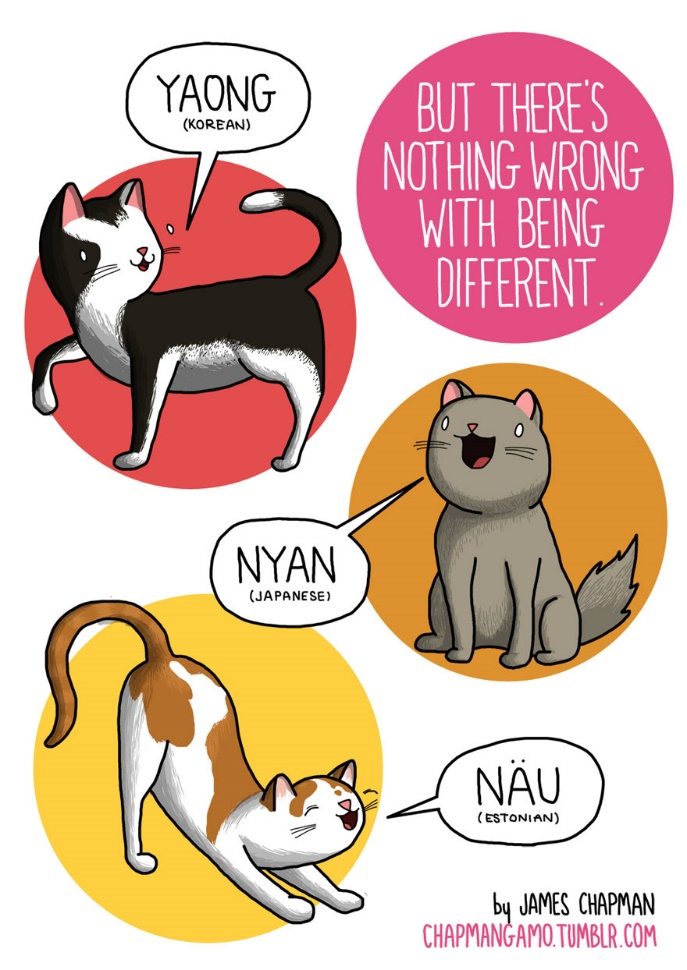 YAONG
(KOREAN)
BUT THERE'S
NOTHING WRONG
WITH BEING
DIFFERENT.
NYAN
(JAPANESE)
NÄU
(ESTONIAN)
by JAMES CHAPMAN
CHAPMANGAMO.TUMBLR.COM